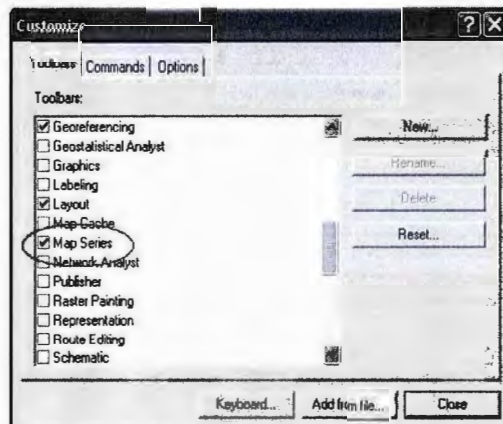 Customize
Toolbars Commands Options
Toolbars:
Georeferencing
Geostatistical Analyst
Graphics
Labeling
Layout
Map Cache
Map Series
Network Analyst
Publisher
Raster Painting
Representation
Route Editing
Schematic
New...
Rename...
Delete
Reset...
Keyboard... Add from file... Close